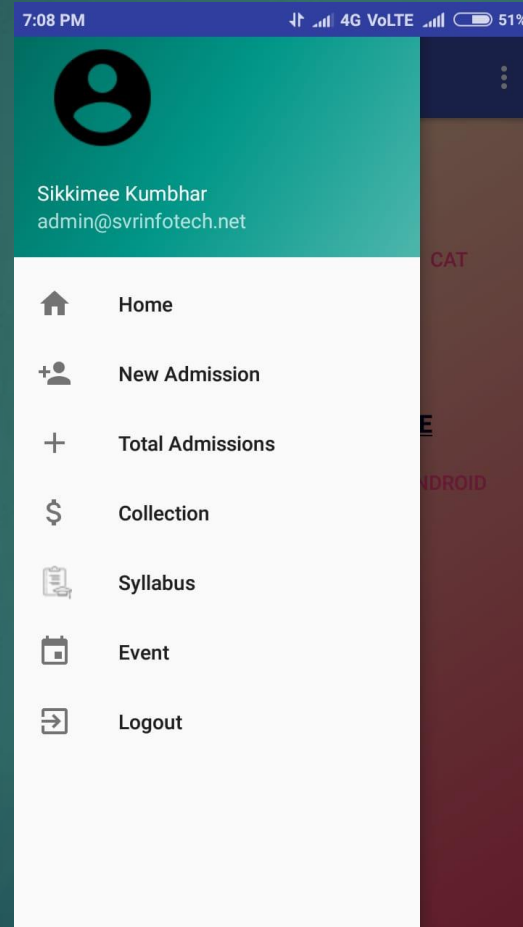 7:08 PM 4G VoLTE 51%
Sikkimee Kumbhar
admin@svrinfotech.net
CAT
Home
New Admission
E
Total Admissions
NDROID
Collection
Syllabus
Event
Logout